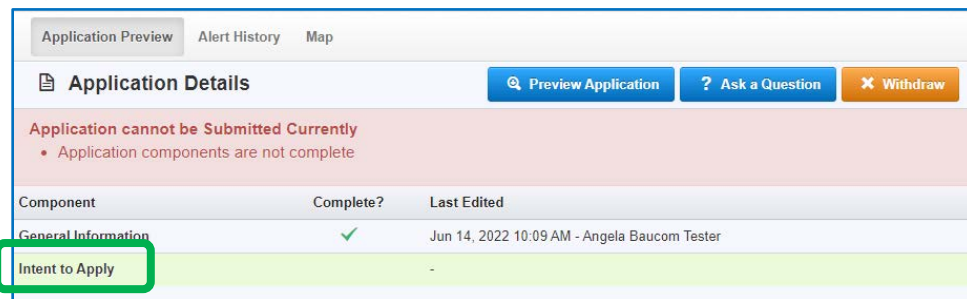 Application Preview Alert History Map
Application Details Preview Application ? Ask a Question Withdraw
Application cannot be Submitted Currently
• Application components are not complete
Component Complete? Last Edited
General Information ✓ Jun 14, 2022 10:09 AM - Angela Baucom Tester
Intent to Apply -